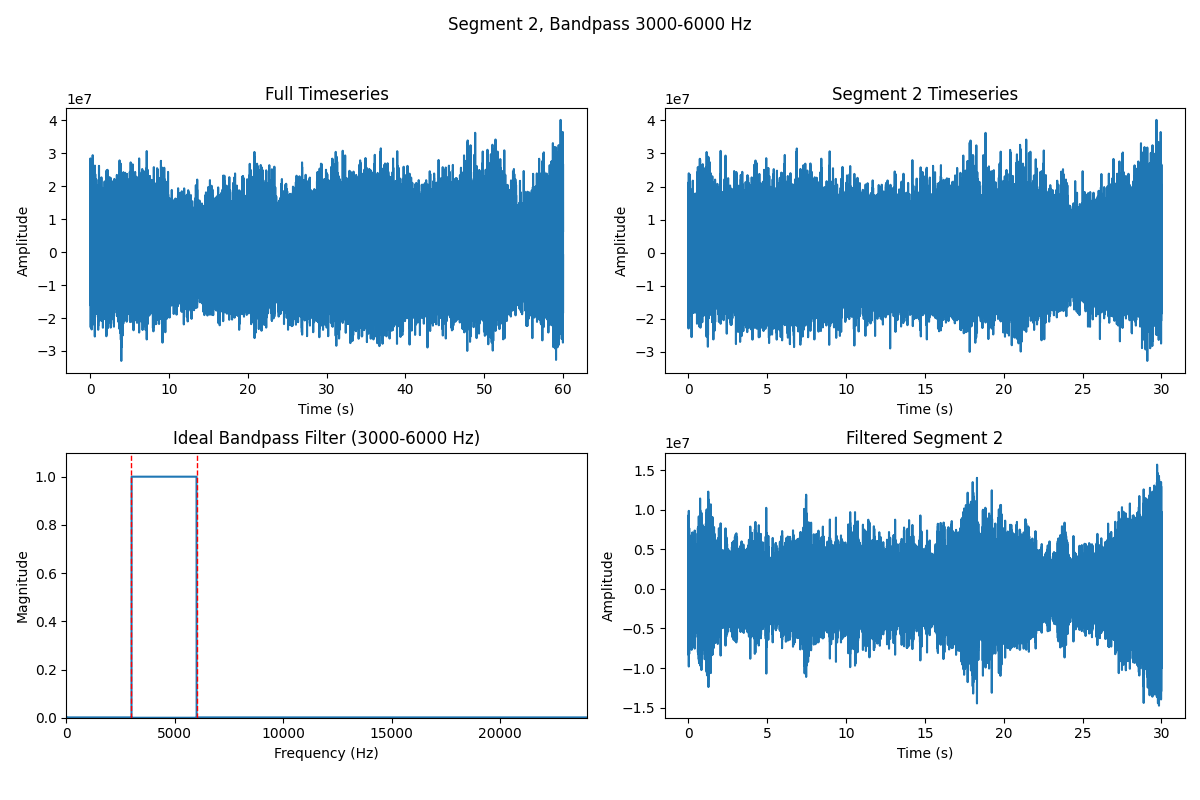 Segment 2, Bandpass 3000-6000 Hz
Full Timeseries
1e7
4
3
2
1
0
−1
−2
−3
Amplitude
0 10 20 30 40 50 60
Time (s)
Segment 2 Timeseries
1e7
4
3
2
1
0
−1
−2
−3
Amplitude
0 5 10 15 20 25 30
Time (s)
Ideal Bandpass Filter (3000-6000 Hz)
1.0
0.8
0.6
0.4
0.2
0.0
Magnitude
0 5000 10000 15000 20000
Frequency (Hz)
Filtered Segment 2
1e7
1.5
1.0
0.5
0.0
−0.5
−1.0
−1.5
Amplitude
0 5 10 15 20 25 30
Time (s)